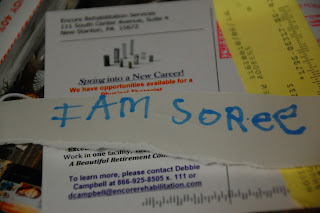 Encore Rehabilitation Services
111 South Center Avenue, Suite 4
New Stanton, PA 15672
Spring into a New Career!
We have opportunities available for a
Physical Therapist
I AM SOREE
Work in one facility,
A Beautiful Retirement
To learn more, please contact Debbie
Campbell at 866-925-8505 x. 111 or
dcampbell@encorerehabilitation.com